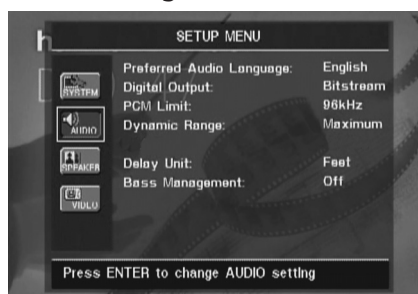 SETUP MENU
SYSTEM
AUDIO
SPEAKER
VIDEO
Preferred Audio Language: English
Digital Output: Bitstream
PCM Limit: 96kHz
Dynamic Range: Maximum
Delay Unit: Feet
Bass Management: Off
Press ENTER to change AUDIO setting